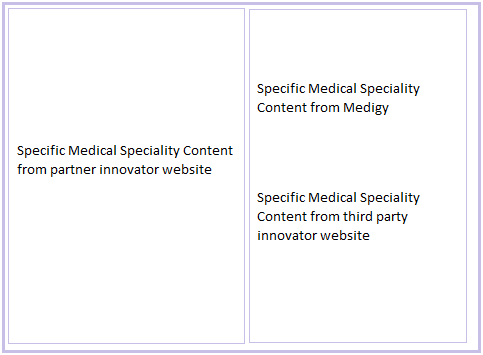 Specific Medical Speciality Content
from partner innovator website
Specific Medical Speciality
Content from Medigy
Specific Medical Speciality
Content from third party
innovator website